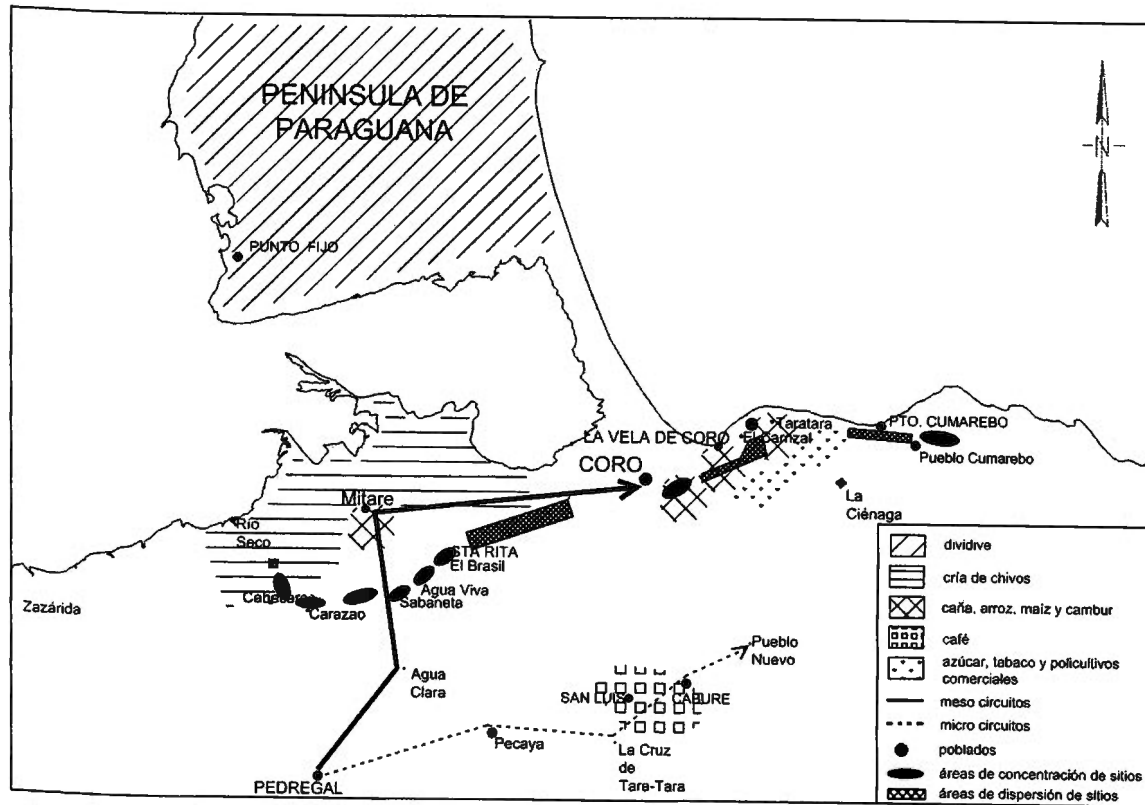 PENINSULA DE
PARAGUANA
N
PUNTO FIJO
Taratara
LA VELA DE CORO
PTO. CUMAREBO
Pueblo Cumarebo
CORO
La
Ciénaga
Mitare
Río
Seco
STA RITA
El Brasil
Agua Viva
Sabaneta
Carazao
Zazárida
Agua
Clara
Pueblo
Nuevo
SAN LUIS
CABURE
Pecaya
La Cruz
de
Tara-Tara
PEDREGAL
dividive
cría de chivos
caña, arroz, maíz y cambur
café
azúcar, tabaco y policultivos
comerciales
meso circuitos
micro circuitos
poblados
áreas de concentración de sitios
áreas de dispersión de sitios